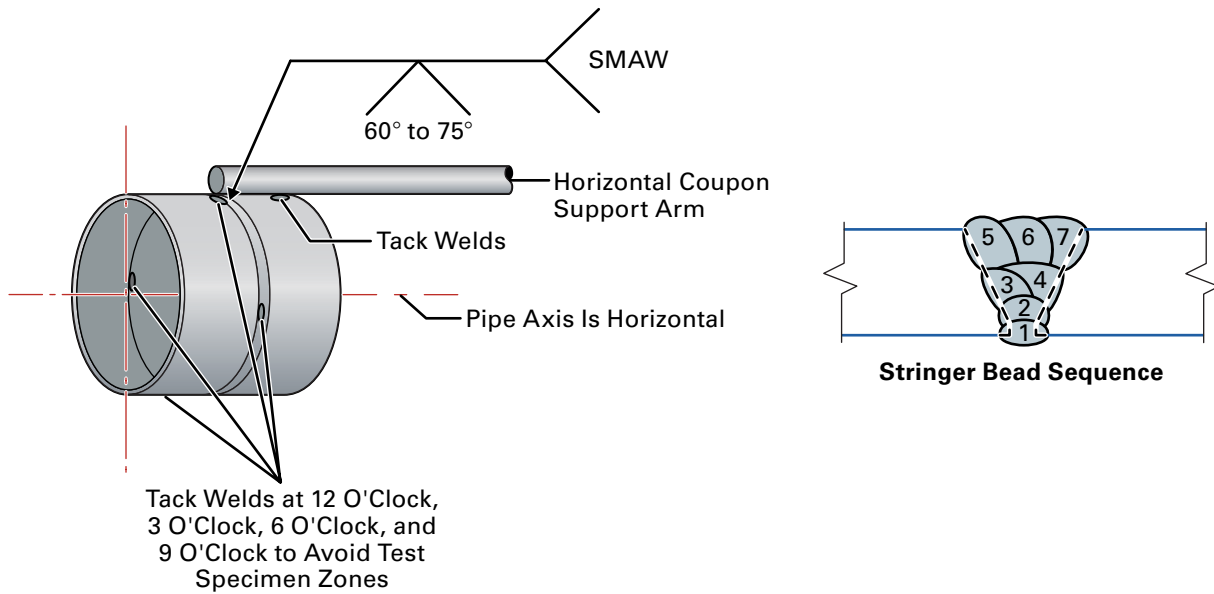 SMAW
60° to 75°
Horizontal Coupon
Support Arm
Tack Welds
Pipe Axis Is Horizontal
Tack Welds at 12 O'Clock,
3 O'Clock, 6 O'Clock, and
9 O'Clock to Avoid Test
Specimen Zones
5 6 7
3 4
2
1
Stringer Bead Sequence